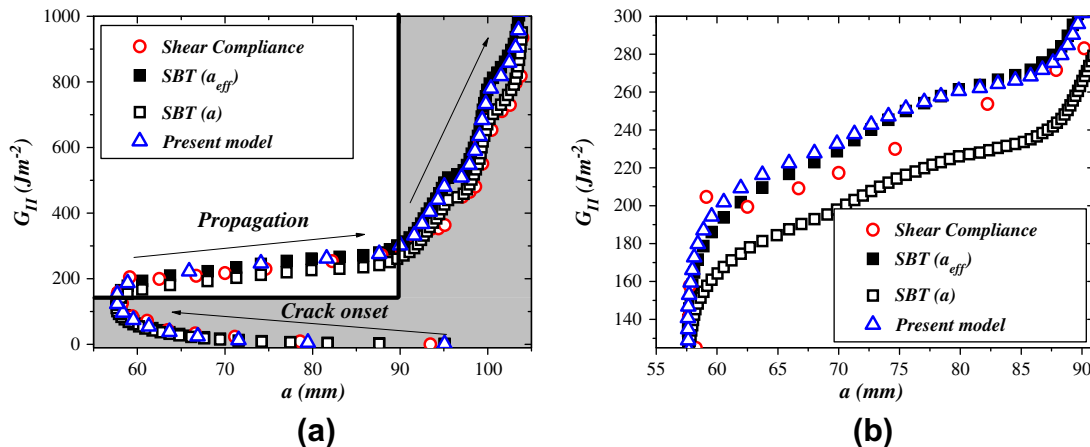 1000
800
600
400
200
0
G_II (Jm^-2)
Shear Compliance
SBT (a_eff)
SBT (a)
Present model
Propagation
Crack onset
60 70 80 90 100
a (mm)
(a)
300
280
260
240
220
200
180
160
140
G_II (Jm^-2)
Shear Compliance
SBT (a_eff)
SBT (a)
Present model
55 60 65 70 75 80 85 90
a (mm)
(b)